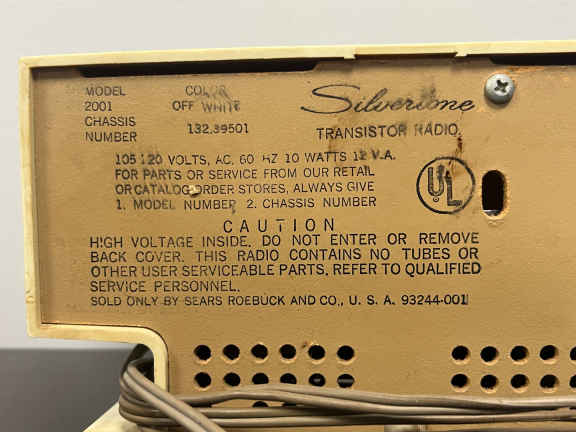 MODEL COLOR
2001 OFF WHITE
CHASSIS
NUMBER 132.39501
Silvertone
TRANSISTOR RADIO
105 120 VOLTS, AC, 60 HZ 10 WATTS 12 V.A.
FOR PARTS OR SERVICE FROM OUR RETAIL
OR CATALOG ORDER STORES, ALWAYS GIVE
1. MODEL NUMBER 2. CHASSIS NUMBER
UL
CAUTION
HIGH VOLTAGE INSIDE, DO NOT ENTER OR REMOVE
BACK COVER. THIS RADIO CONTAINS NO TUBES OR
OTHER USER SERVICEABLE PARTS, REFER TO QUALIFIED
SERVICE PERSONNEL.
SOLD ONLY BY SEARS ROEBUCK AND CO., U. S. A. 93244-001